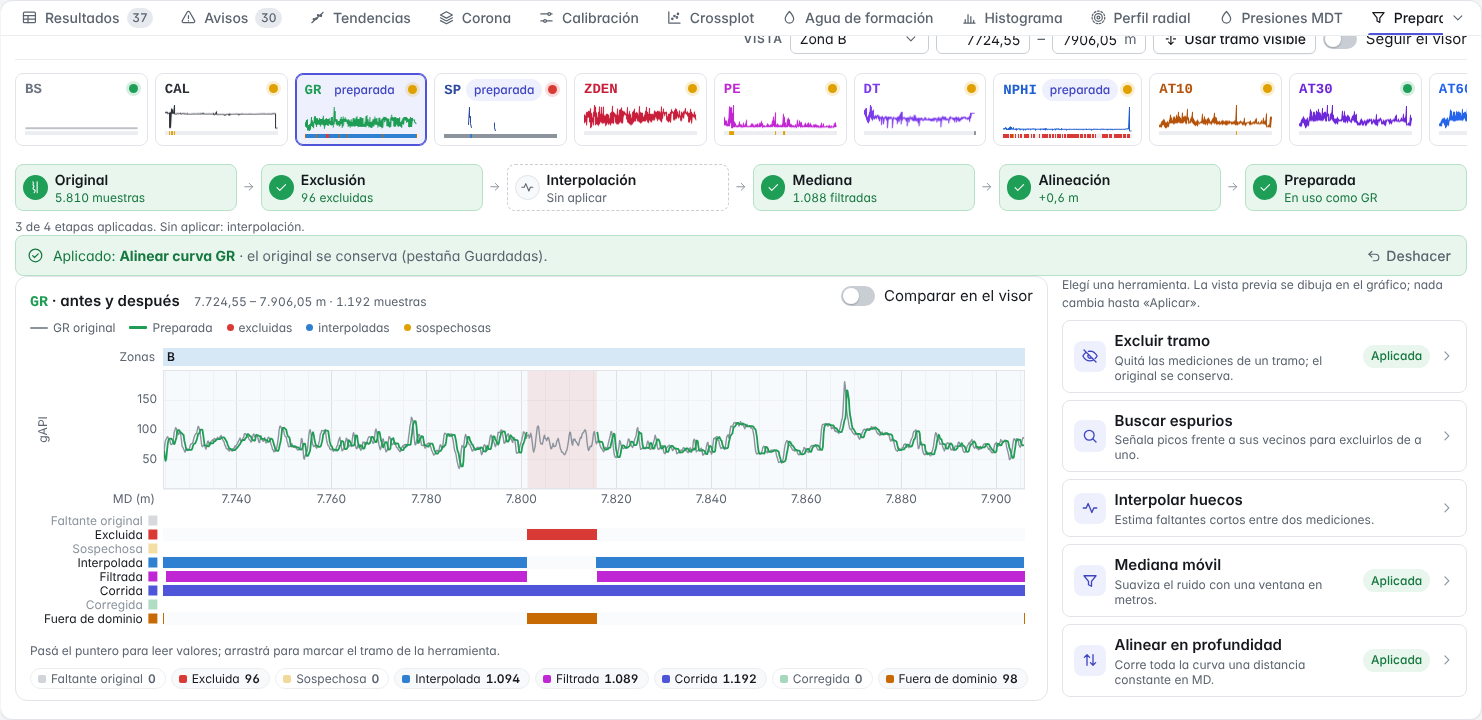 Resultados 37 Avisos 30 Tendencias Corona Calibración Crossplot Agua de formación Histograma Perfil radial Presiones MDT
VISTA Zona B 7724,55 – 7906,05 m Usar tramo visible Seguir el visor
BS CAL GR preparada SP preparada ZDEN PE DT NPHI preparada AT10 AT30
Original → Exclusión → Interpolación → Mediana → Alineación → Preparada
5.810 muestras 96 excluidas Sin aplicar 1.088 filtradas +0,6 m En uso como GR
3 de 4 etapas aplicadas. Sin aplicar: interpolación.
Aplicado: Alinear curva GR · el original se conserva (pestaña Guardadas). Deshacer
GR · antes y después 7.724,55 – 7.906,05 m · 1.192 muestras Comparar en el visor
GR original Preparada excluidas interpoladas sospechosas
Zonas B
gAPI
150
100
50
MD (m) 7.740 7.760 7.780 7.800 7.820 7.840 7.860 7.880 7.900
Faltante original
Excluida
Sospechosa
Interpolada
Filtrada
Corrida
Corregida
Fuera de dominio
Pasá el puntero para leer valores; arrastrá para marcar el tramo de la herramienta.
Faltante original 0 Excluida 96 Sospechosa 0 Interpolada 1.094 Filtrada 1.089 Corrida 1.192 Corregida 0 Fuera de dominio 98
Elegí una herramienta. La vista previa se dibuja en el gráfico; nada
cambia hasta «Aplicar».
Excluir tramo
Quitá las mediciones de un tramo; el
original se conserva.
Aplicada
Buscar espurios
Señala picos frente a sus vecinos para excluirlos de a
uno.
Interpolar huecos
Estima faltantes cortos entre dos mediciones.
Mediana móvil
Suaviza el ruido con una ventana en
metros.
Aplicada
Alinear en profundidad
Corre toda la curva una distancia
constante en MD.
Aplicada